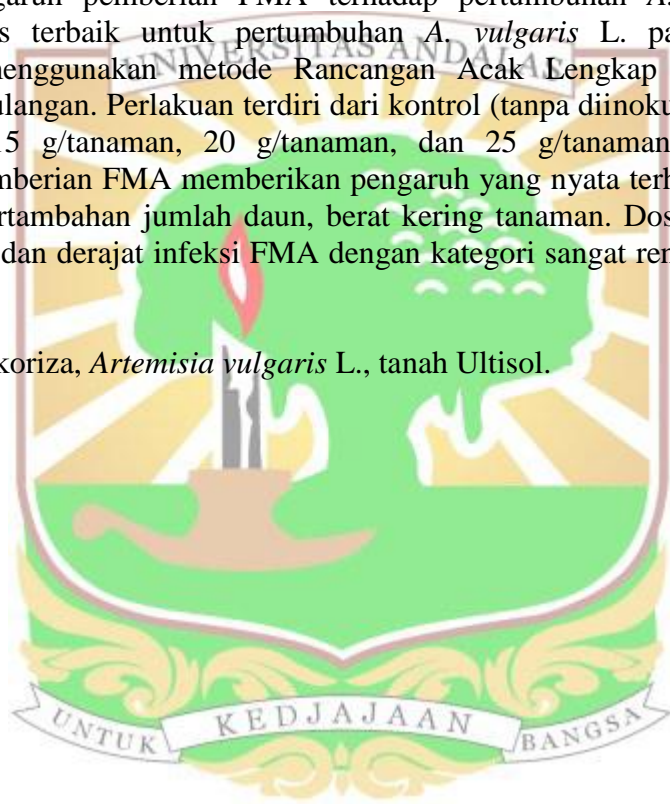 garuh pemberian FMA terhadap pertumbuhan A.
s terbaik untuk pertumbuhan A. vulgaris L. pa
UNIVERSITAS ANDALAS
nenggunakan metode Rancangan Acak Lengkap
ulangan. Perlakuan terdiri dari kontrol (tanpa diinoku
15 g/tanaman, 20 g/tanaman, dan 25 g/tanaman
mberian FMA memberikan pengaruh yang nyata terh
ertambahan jumlah daun, berat kering tanaman. Dos
dan derajat infeksi FMA dengan kategori sangat ren
koriza, Artemisia vulgaris L., tanah Ultisol.
UNTUK KEDJAJAAN BANGSA